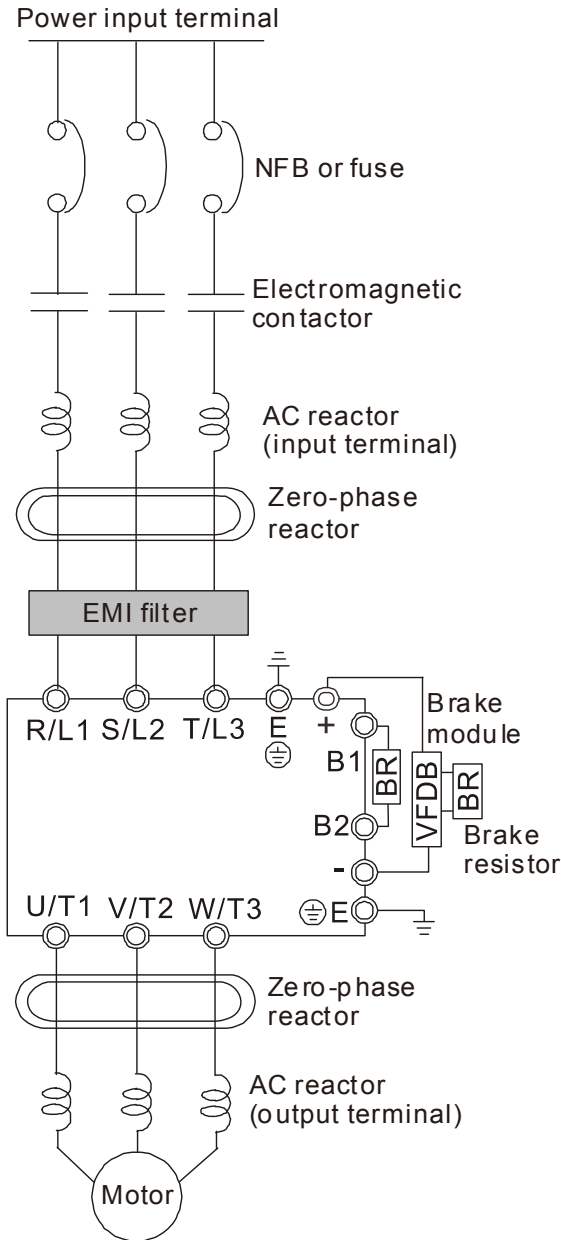 Power input terminal
NFB or fuse
Electromagnetic
contactor
AC reactor
(input terminal)
Zero-phase
reactor
EMI filter
R/L1 S/L2 T/L3 E +
Brake
module
B1
BR
VFDB
BR
B2
Brake
resistor
-
U/T1 V/T2 W/T3
E
Zero-phase
reactor
AC reactor
(output terminal)
Motor